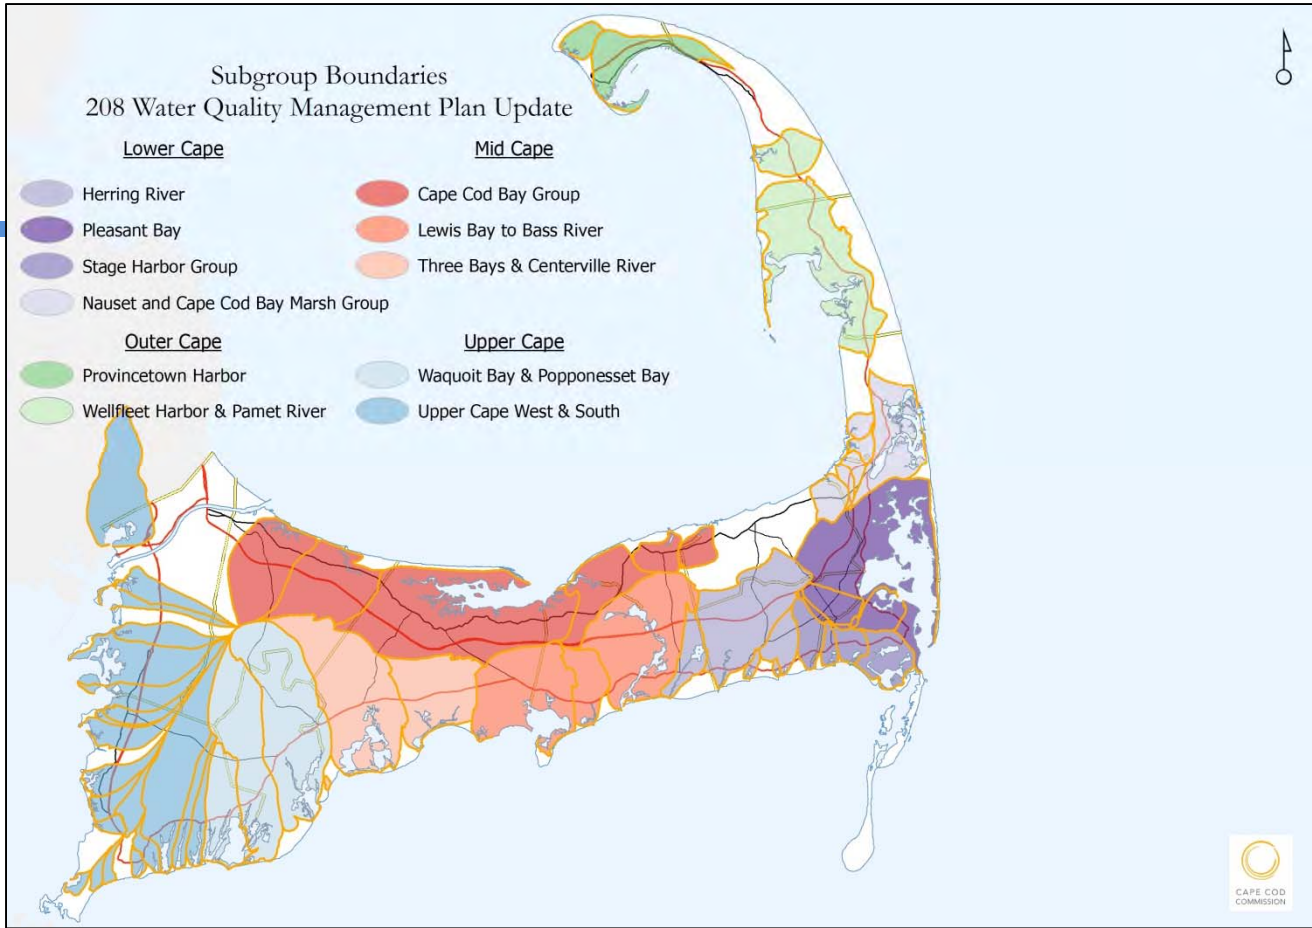 Subgroup Boundaries
208 Water Quality Management Plan Update
Lower Cape
Herring River
Pleasant Bay
Stage Harbor Group
Nauset and Cape Cod Bay Marsh Group
Mid Cape
Cape Cod Bay Group
Lewis Bay to Bass River
Three Bays & Centerville River
Outer Cape
Provincetown Harbor
Wellfleet Harbor & Pamet River
Upper Cape
Waquoit Bay & Popponesset Bay
Upper Cape West & South
CAPE COD
COMMISSION